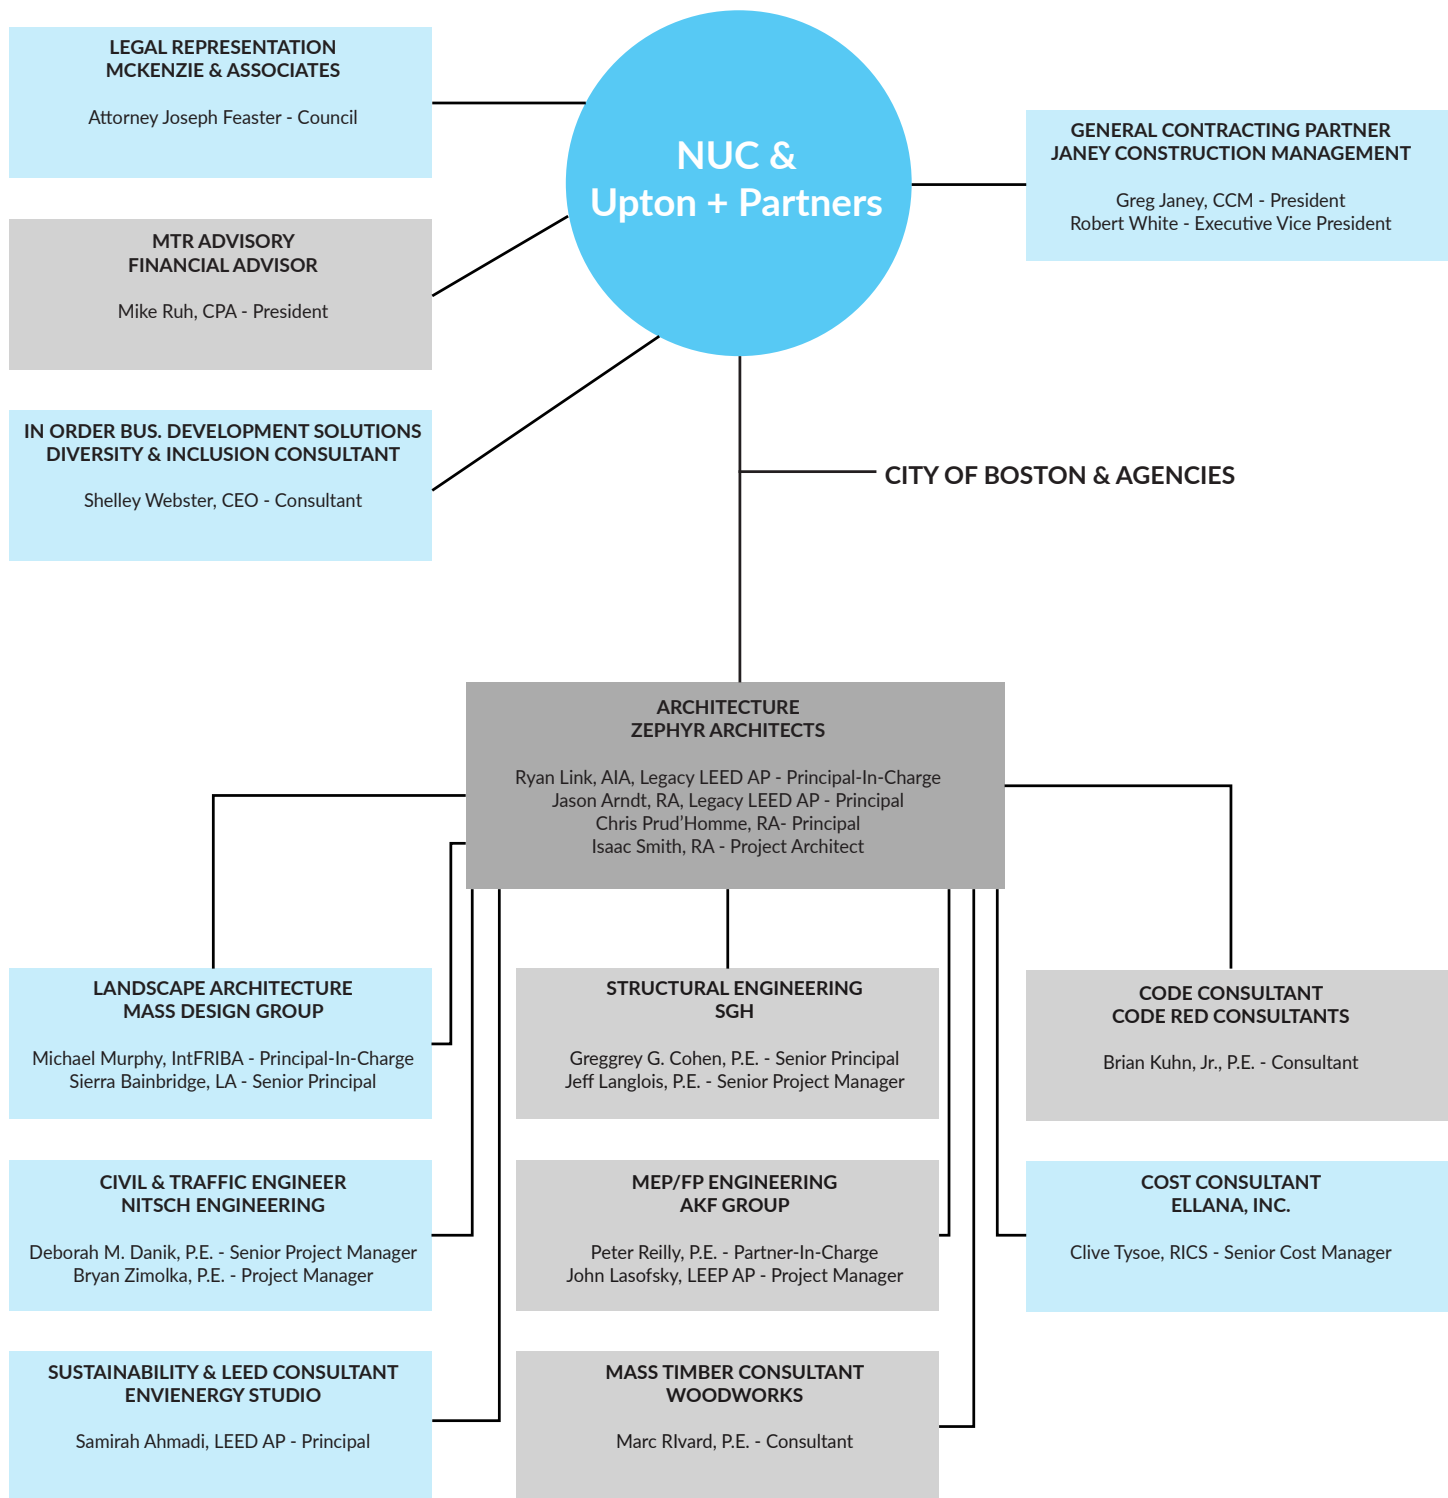 LEGAL REPRESENTATION
MCKENZIE & ASSOCIATES
Attorney Joseph Feaster - Council
NUC &
Upton + Partners
GENERAL CONTRACTING PARTNER
JANEY CONSTRUCTION MANAGEMENT
Greg Janey, CCM - President
Robert White - Executive Vice President
MTR ADVISORY
FINANCIAL ADVISOR
Mike Ruh, CPA - President
IN ORDER BUS. DEVELOPMENT SOLUTIONS
DIVERSITY & INCLUSION CONSULTANT
Shelley Webster, CEO - Consultant
CITY OF BOSTON & AGENCIES
ARCHITECTURE
ZEPHYR ARCHITECTS
Ryan Link, AIA, Legacy LEED AP - Principal-In-Charge
Jason Arndt, RA, Legacy LEED AP - Principal
Chris Prud’Homme, RA- Principal
Isaac Smith, RA - Project Architect
LANDSCAPE ARCHITECTURE
MASS DESIGN GROUP
Michael Murphy, IntFRIBA - Principal-In-Charge
Sierra Bainbridge, LA - Senior Principal
STRUCTURAL ENGINEERING
SGH
Greggrey G. Cohen, P.E. - Senior Principal
Jeff Langlois, P.E. - Senior Project Manager
CODE CONSULTANT
CODE RED CONSULTANTS
Brian Kuhn, Jr., P.E. - Consultant
CIVIL & TRAFFIC ENGINEER
NITSCH ENGINEERING
Deborah M. Danik, P.E. - Senior Project Manager
Bryan Zimolka, P.E. - Project Manager
MEP/FP ENGINEERING
AKF GROUP
Peter Reilly, P.E. - Partner-In-Charge
John Lasofsky, LEEP AP - Project Manager
COST CONSULTANT
ELLANA, INC.
Clive Tysoe, RICS - Senior Cost Manager
SUSTAINABILITY & LEED CONSULTANT
ENVIENERGY STUDIO
Samirah Ahmadi, LEED AP - Principal
MASS TIMBER CONSULTANT
WOODWORKS
Marc RIvard, P.E. - Consultant